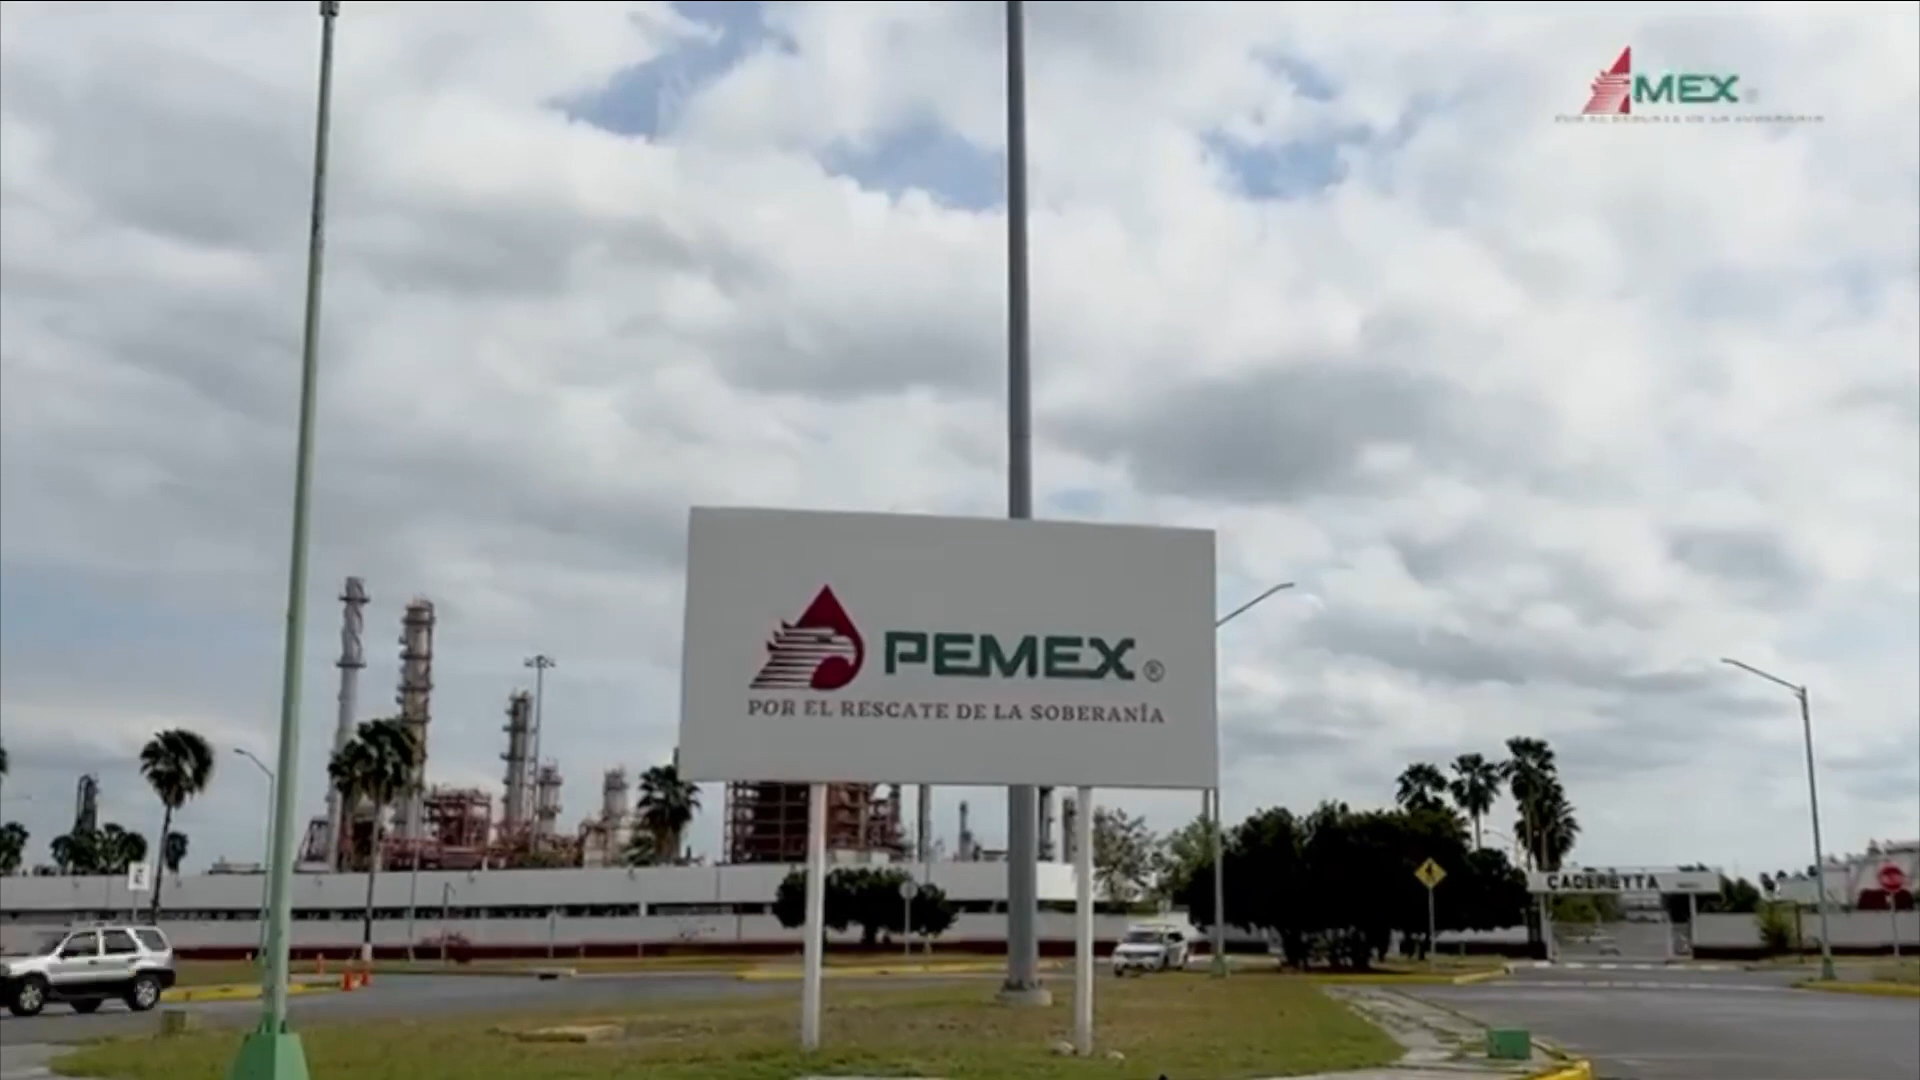 MEX
PEMEX®
POR EL RESCATE DE LA SOBERANÍA
CADEREYTA
E